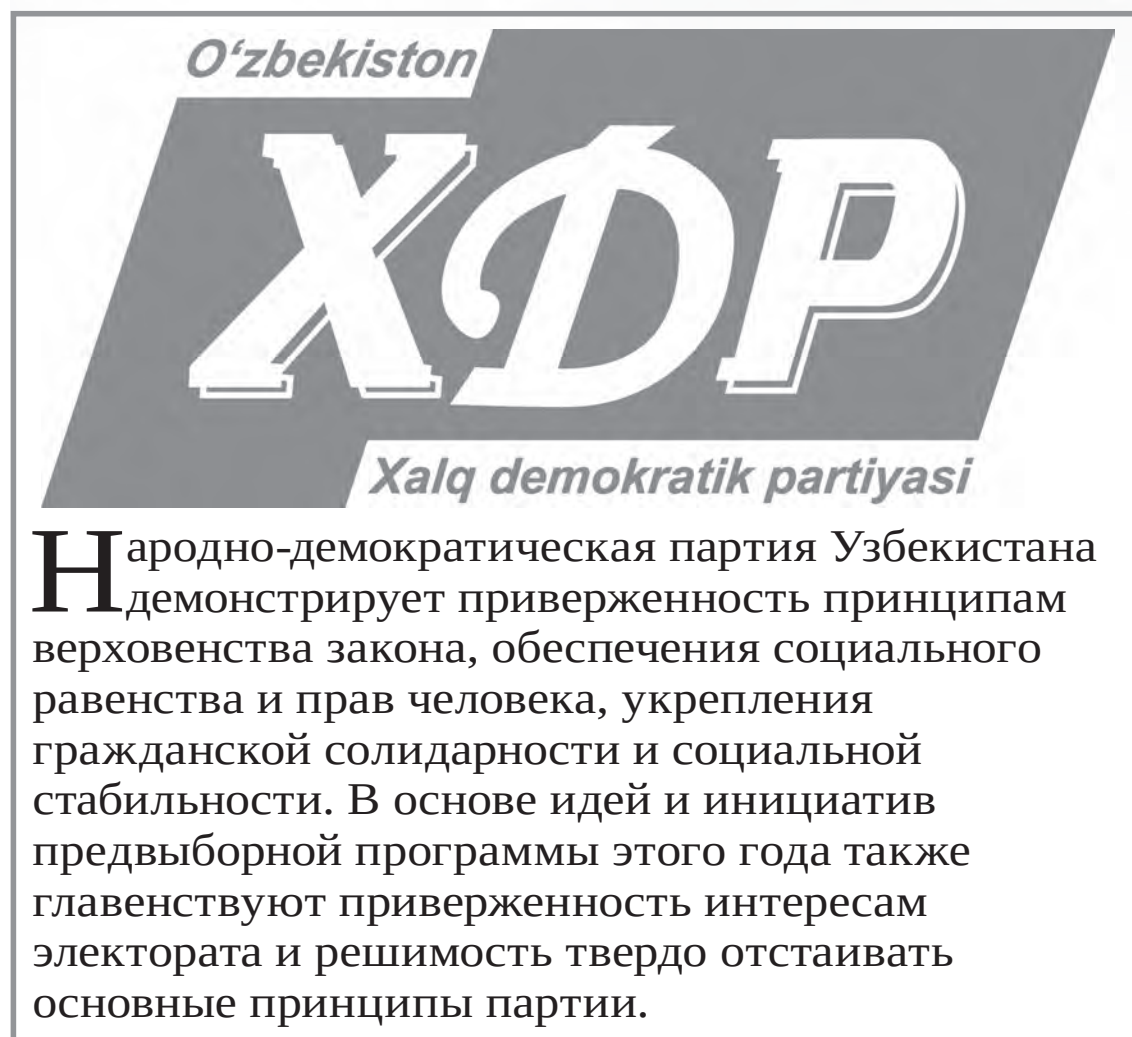 O‘zbekiston
XDP
Xalq demokratik partiyasi
Народно-демократическая партия Узбекистана
демонстрирует приверженность принципам
верховенства закона, обеспечения социального
равенства и прав человека, укрепления
гражданской солидарности и социальной
стабильности. В основе идей и инициатив
предвыборной программы этого года также
главенствуют приверженность интересам
электората и решимость твердо отстаивать
основные принципы партии.